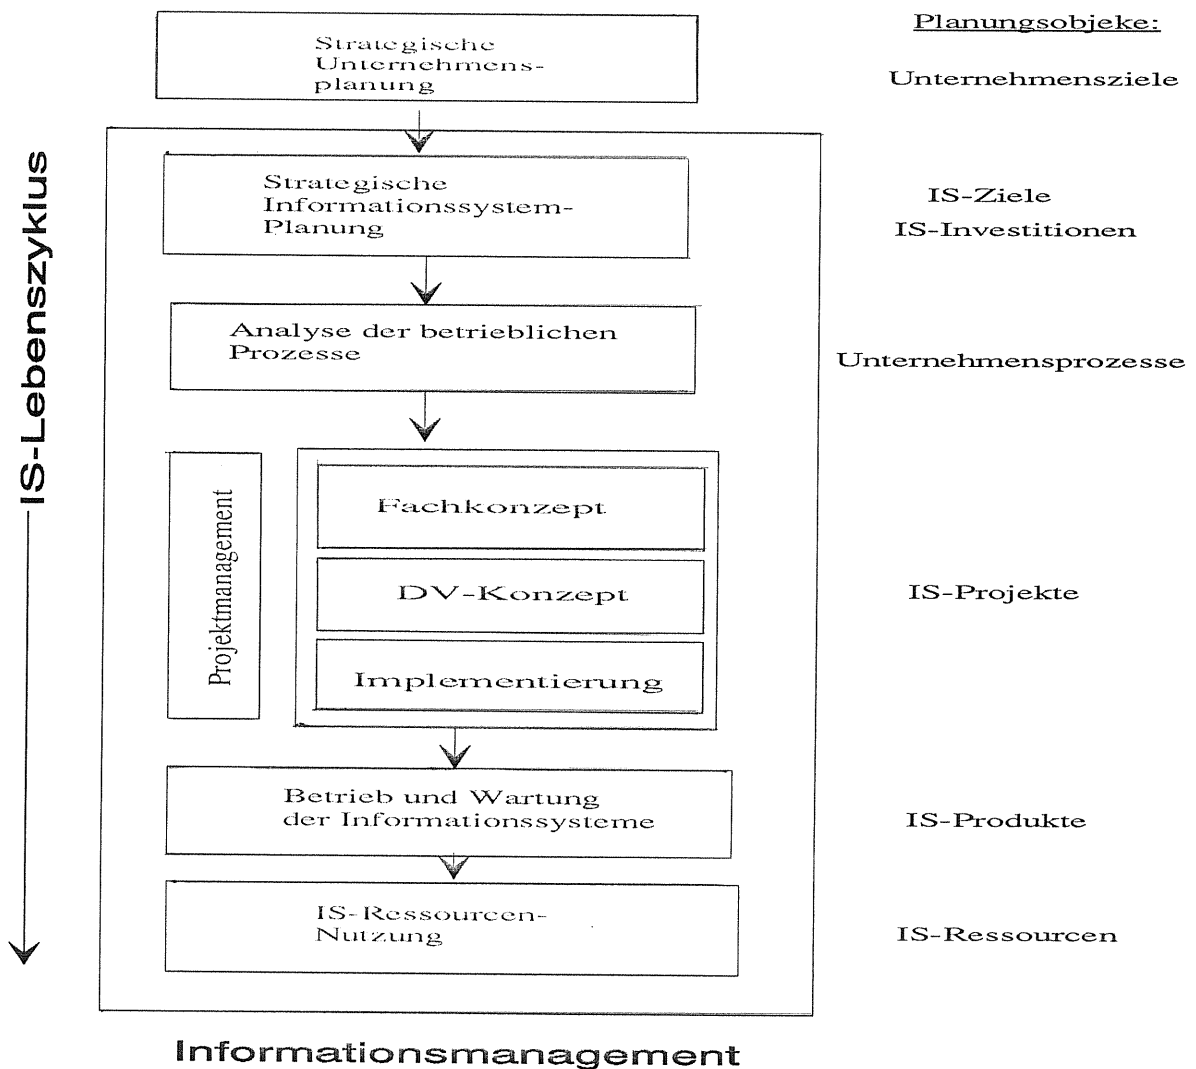 Planungsobjeke:
Strategische
Unternehmens-
planung
Unternehmensziele
IS-Lebenszyklus
Strategische
Informationssystem-
Planung
IS-Ziele
IS-Investitionen
Analyse der betrieblichen
Prozesse
Unternehmensprozesse
Projektmanagement
Fachkonzept
DV-Konzept
Implementierung
IS-Projekte
Betrieb und Wartung
der Informationssysteme
IS-Produkte
IS-Ressourcen-
Nutzung
IS-Ressourcen
Informationsmanagement